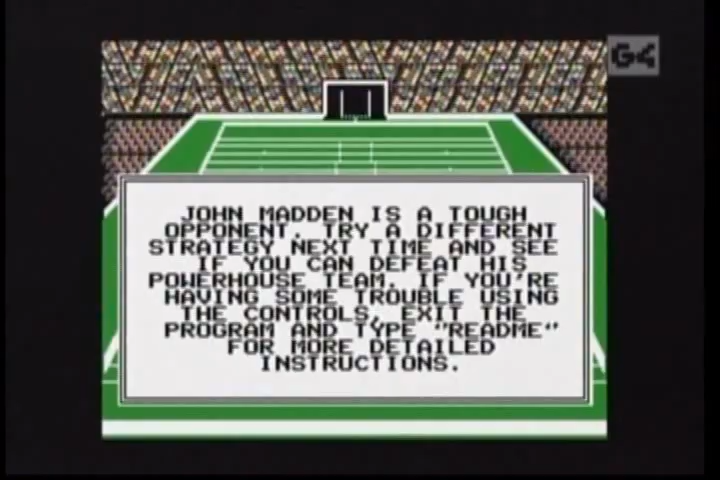 G4
JOHN MADDEN IS A TOUGH
OPPONENT. TRY A DIFFERENT
STRATEGY NEXT TIME AND SEE
IF YOU CAN DEFEAT HIS
POWERHOUSE TEAM. IF YOU'RE
HAVING SOME TROUBLE USING
THE CONTROLS, EXIT THE
PROGRAM AND TYPE "README"
FOR MORE DETAILED
INSTRUCTIONS.